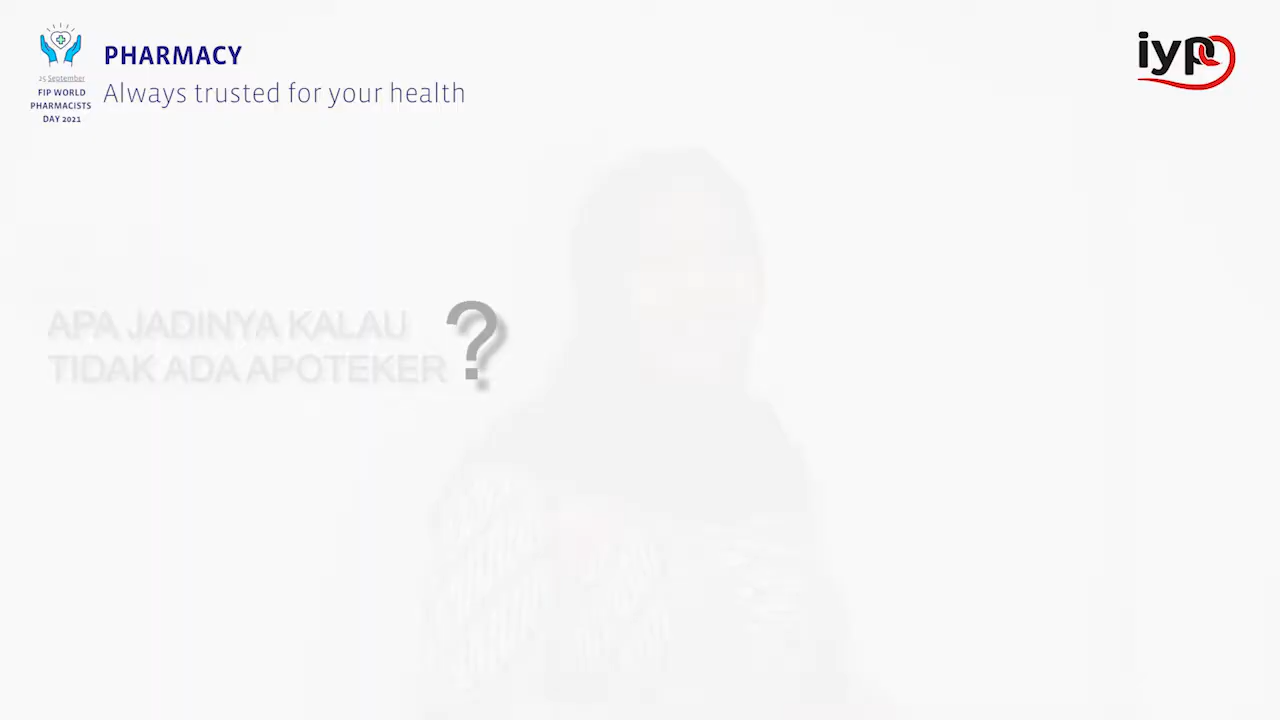 PHARMACY
Always trusted for your health
25 September
FIP WORLD
PHARMACISTS
DAY 2021
iyp
APA JADINYA KALAU
TIDAK ADA APOTEKER
?